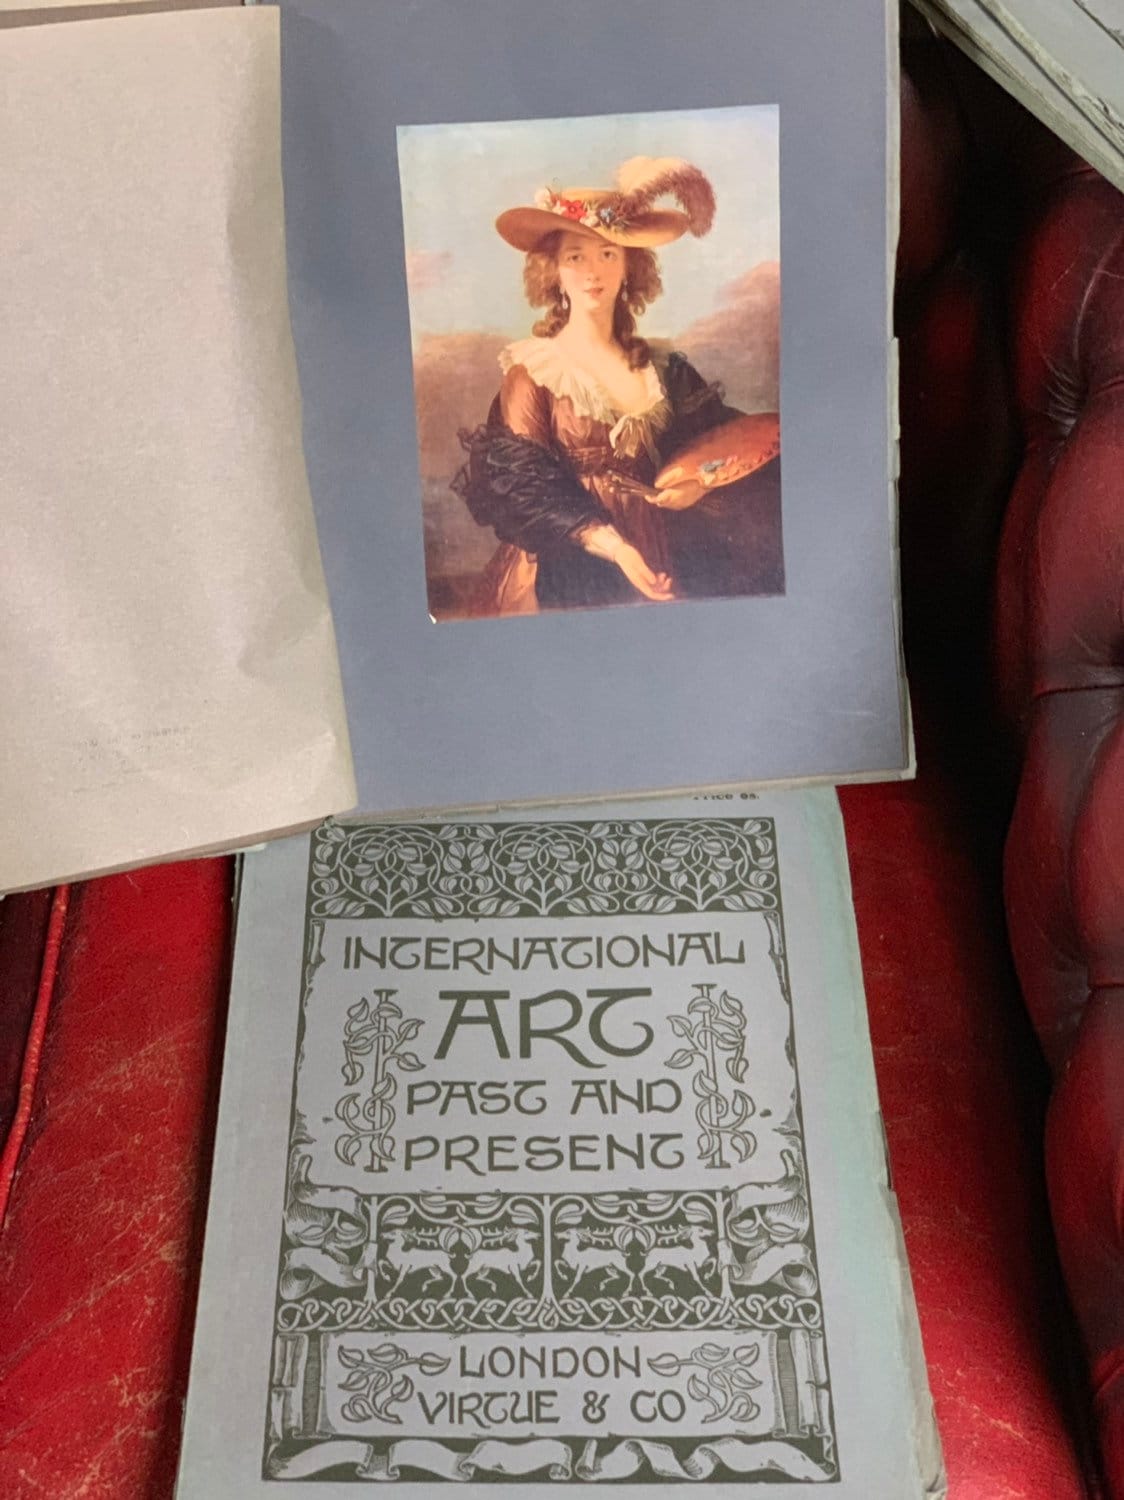 INTERNATIONAL
ART
PAST AND
PRESENT
LONDON
VIRTUE & CO